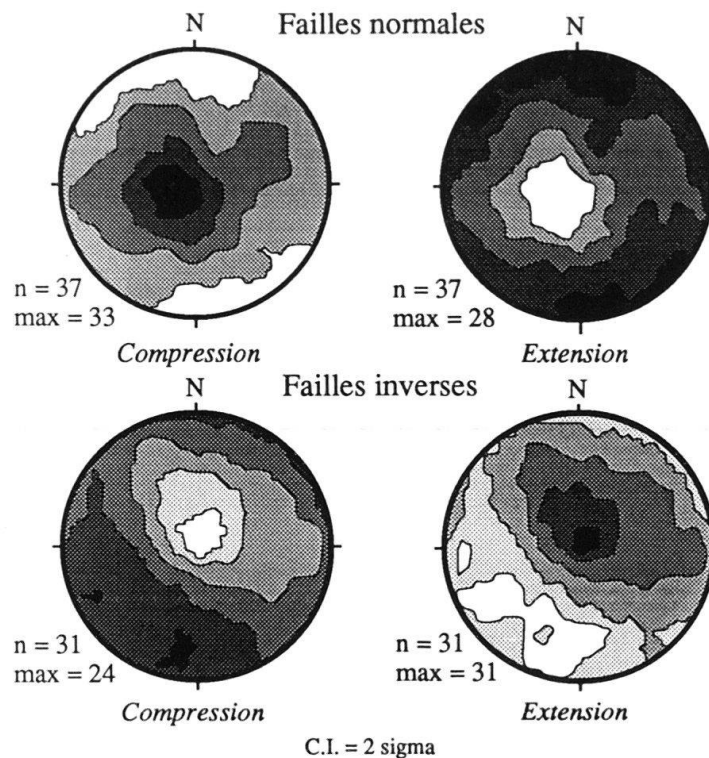 Failles normales
N
N
n = 37
max = 33
n = 37
max = 28
Compression
Extension
Failles inverses
N
N
n = 31
max = 24
n = 31
max = 31
Compression
Extension
C.I. = 2 sigma